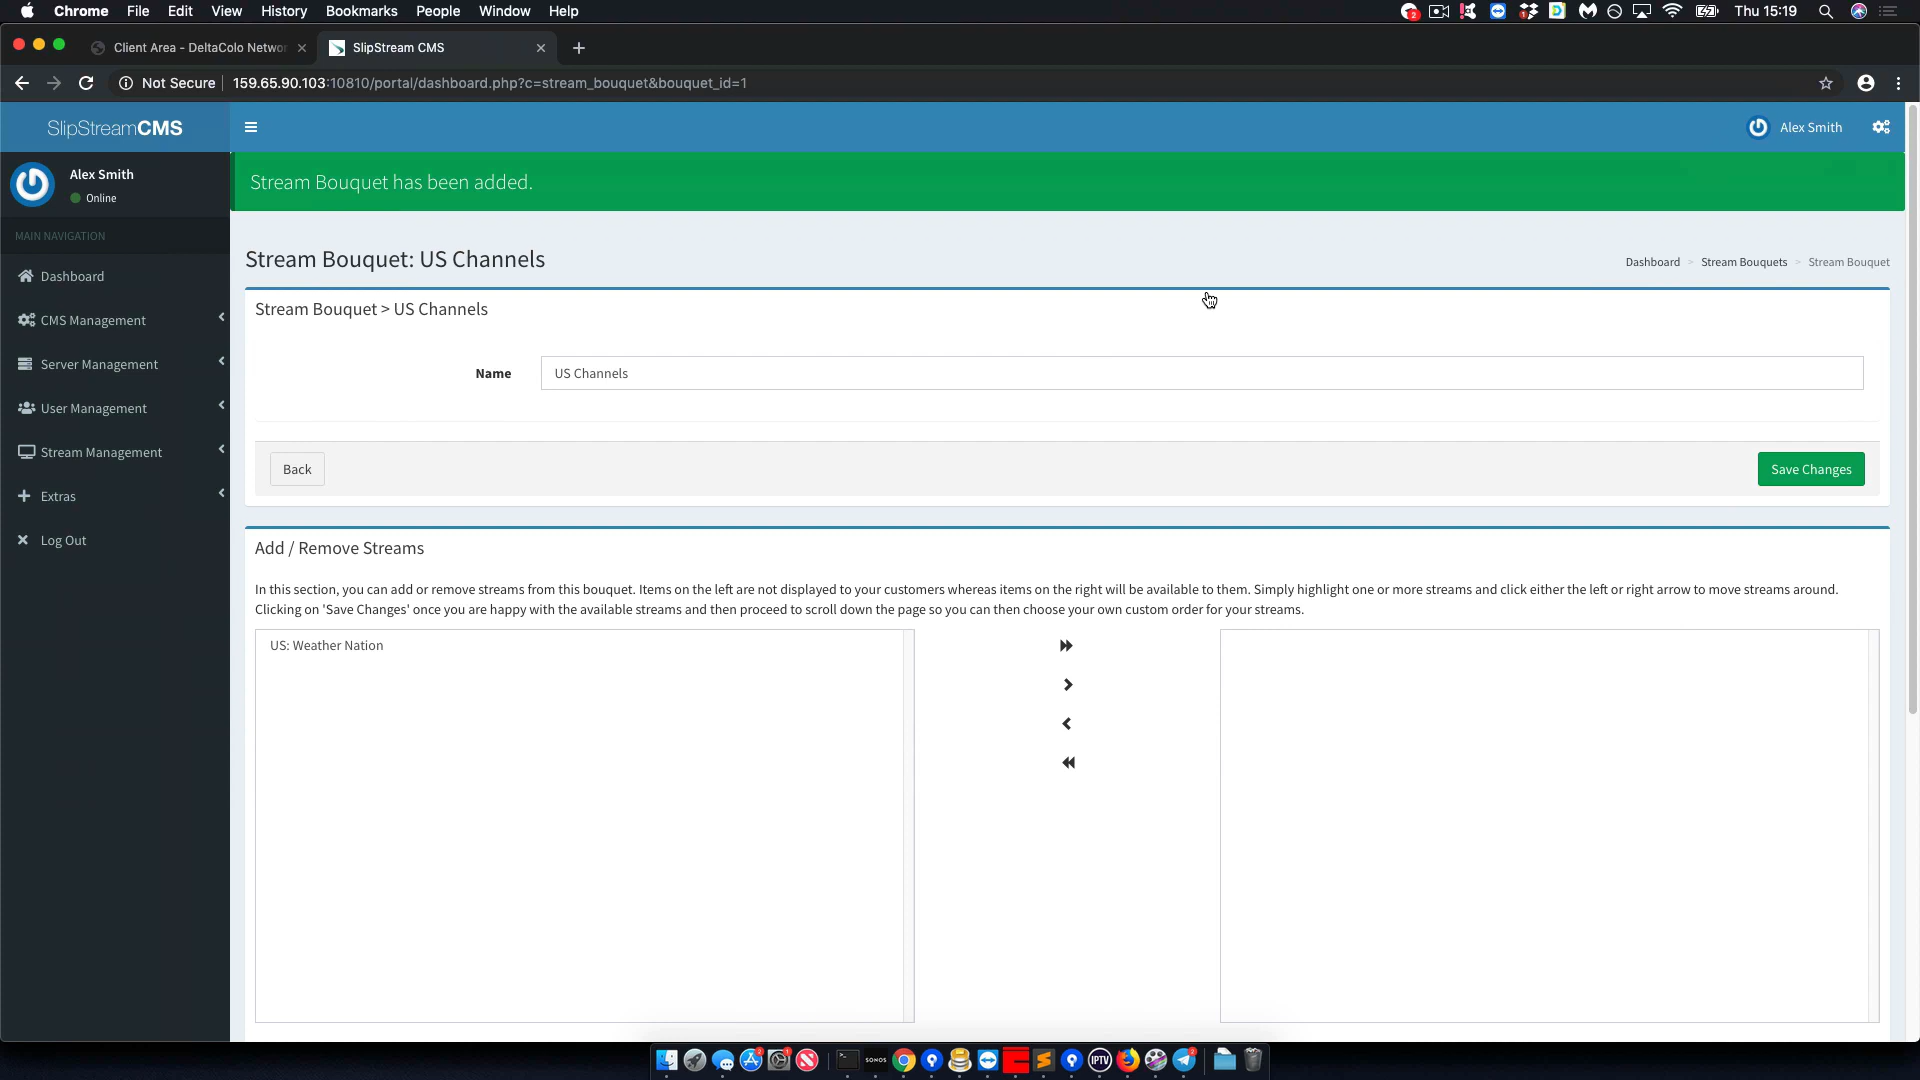 Chrome File Edit View History Bookmarks People Window Help
Thu 15:19
Client Area - DeltaColo Networ
SlipStream CMS
Not Secure 159.65.90.103:10810/portal/dashboard.php?c=stream_bouquet&bouquet_id=1
SlipStreamCMS
Alex Smith
Alex Smith
Online
Stream Bouquet has been added.
MAIN NAVIGATION
Dashboard
CMS Management
Server Management
User Management
Stream Management
Extras
Log Out
Stream Bouquet: US Channels
Dashboard > Stream Bouquets > Stream Bouquet
Stream Bouquet > US Channels
Name US Channels
Back Save Changes
Add / Remove Streams
In this section, you can add or remove streams from this bouquet. Items on the left are not displayed to your customers whereas items on the right will be available to them. Simply highlight one or more streams and click either the left or right arrow to move streams around.
Clicking on 'Save Changes' once you are happy with the available streams and then proceed to scroll down the page so you can then choose your own custom order for your streams.
US: Weather Nation
SONOS
IPTV